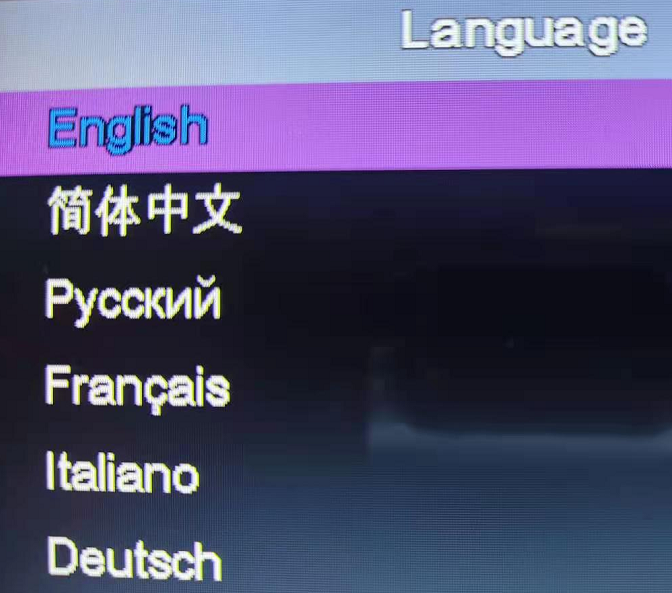 Language
English
简体中文
Русский
Français
Italiano
Deutsch